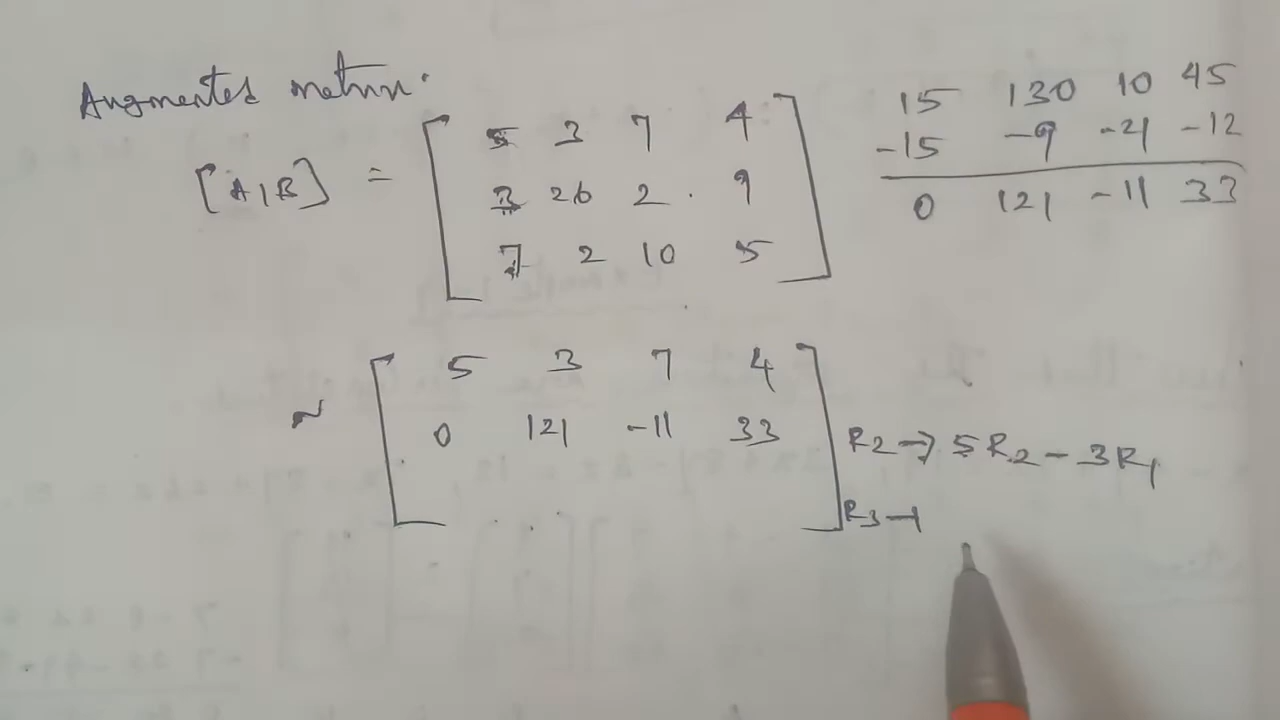 Augmented matrix.
[A|B] = [ 5 3 7 4
3 26 2 . 9
7 2 10 5 ]
15 130 10 45
-15 -9 -21 -12
0 121 -11 33
~ [ 5 3 7 4
0 121 -11 33 ] R2 → 5R2 - 3R1
R3 -